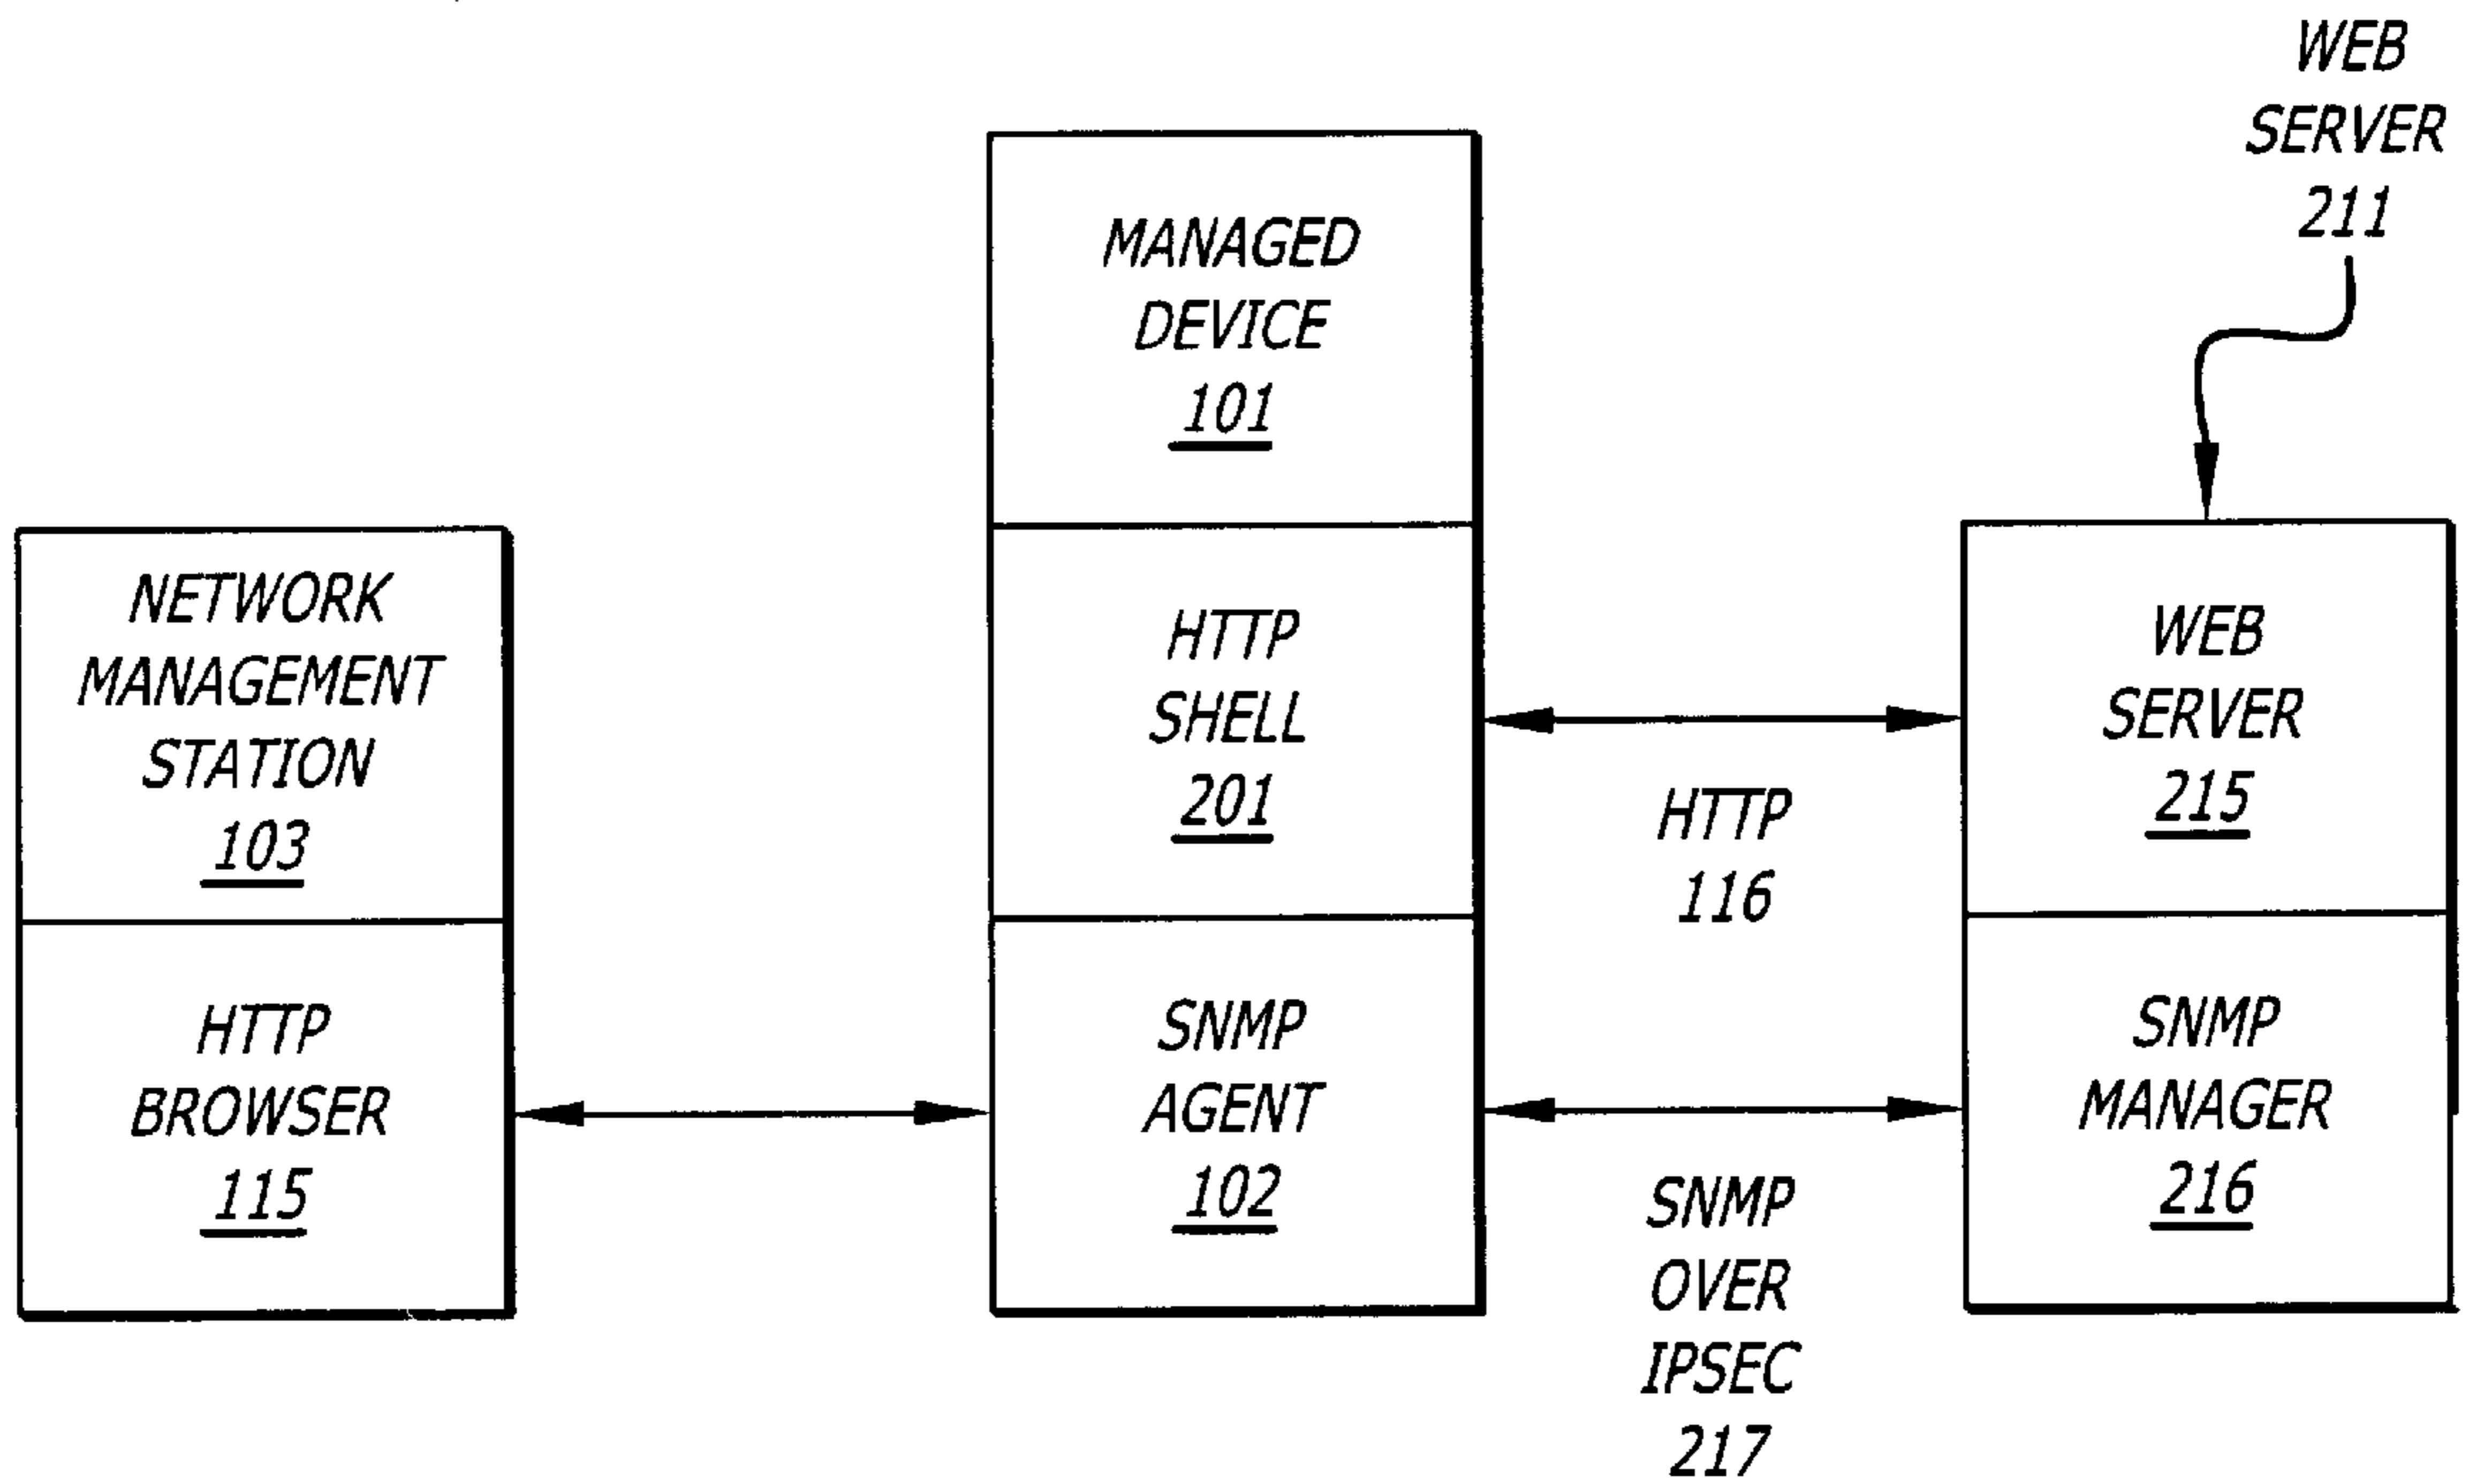 WEB
SERVER
211
MANAGED
DEVICE
101
NETWORK
MANAGEMENT
STATION
103
HTTP
SHELL
201
WEB
SERVER
215
HTTP
116
HTTP
BROWSER
115
SNMP
AGENT
102
SNMP
MANAGER
216
SNMP
OVER
IPSEC
217